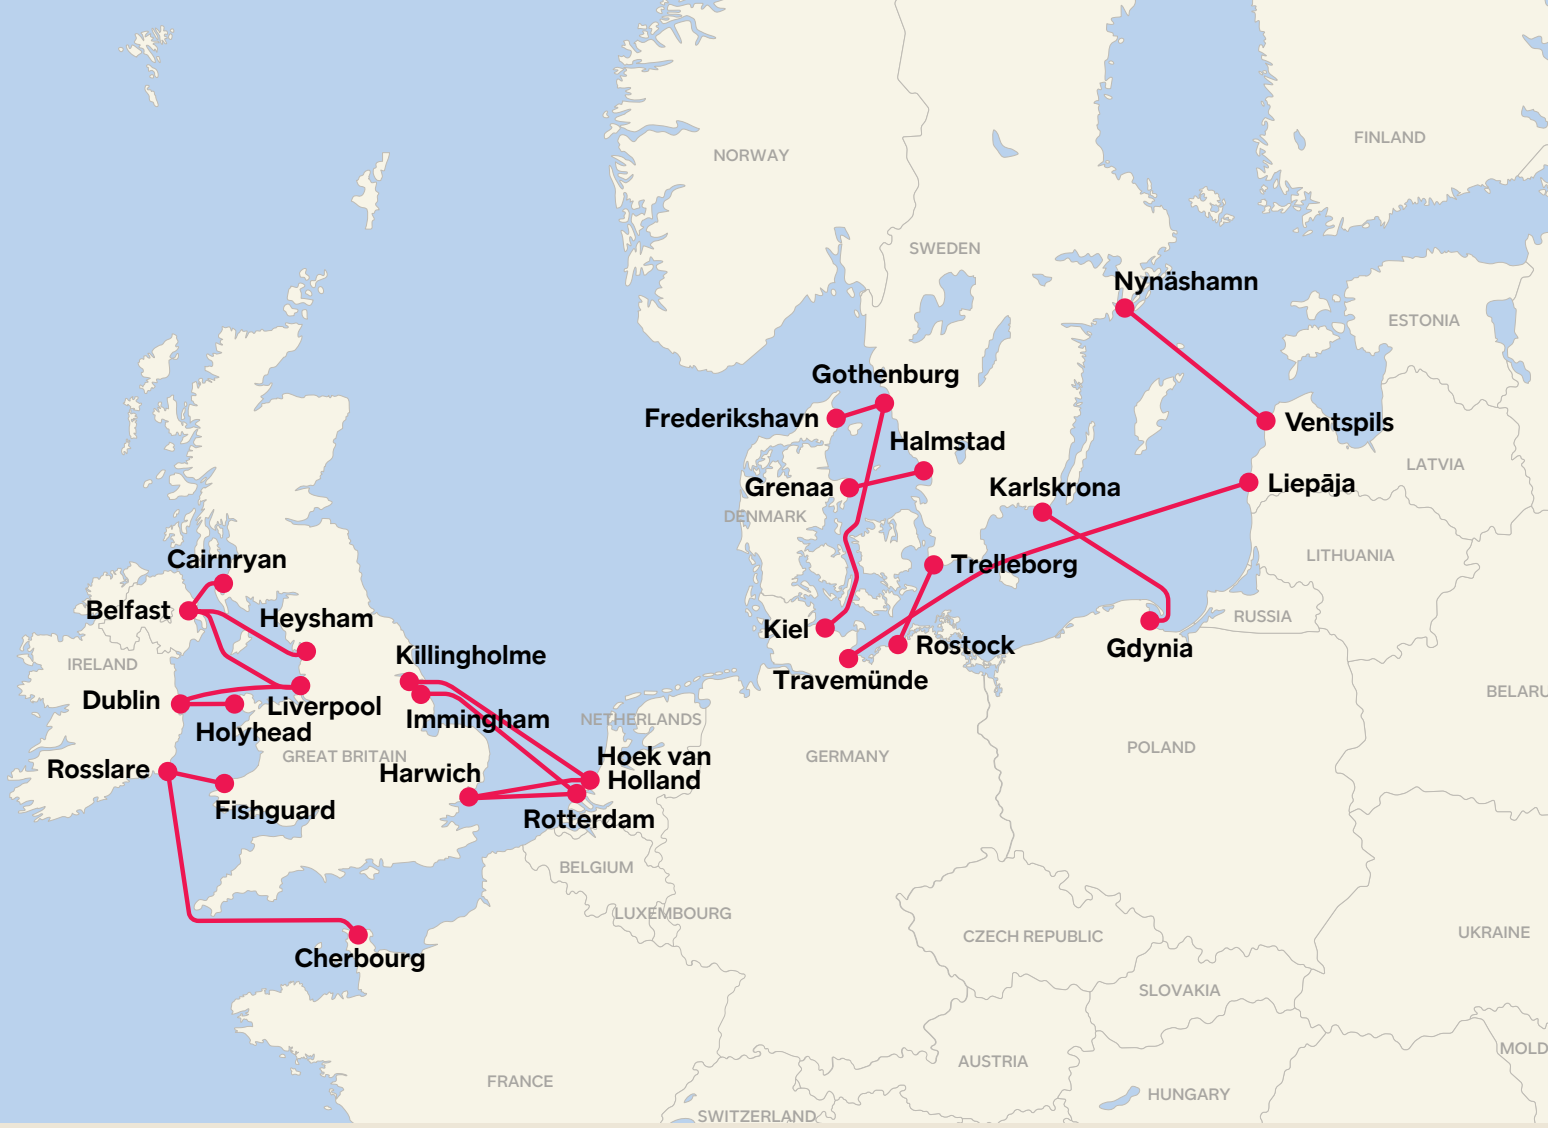 FINLAND
NORWAY
SWEDEN
Nynäshamn
ESTONIA
Gothenburg
Frederikshavn
Ventspils
Halmstad
LATVIA
Grenaa
Karlskrona
Liepāja
DENMARK
LITHUANIA
Cairnryan
Trelleborg
Belfast
Heysham
RUSSIA
Kiel
Rostock
Gdynia
IRELAND
Killingholme
Travemünde
BELARU
Dublin
Liverpool
Immingham
NETHERLANDS
Holyhead
GREAT BRITAIN
GERMANY
POLAND
Rosslare
Harwich
Hoek van
Holland
Fishguard
Rotterdam
BELGIUM
LUXEMBOURG
UKRAINE
CZECH REPUBLIC
Cherbourg
SLOVAKIA
MOLD
AUSTRIA
FRANCE
HUNGARY
SWITZERLAND